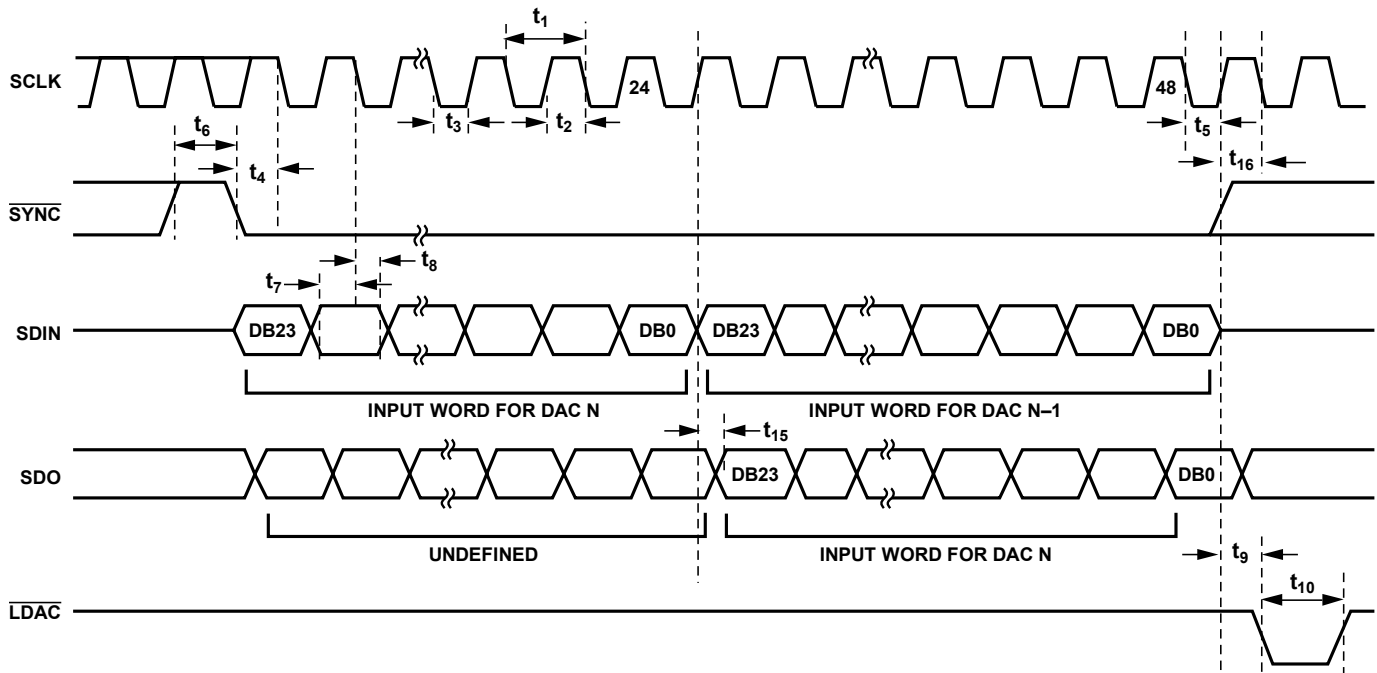 t1
SCLK
24
48
t3
t2
t5
t6
t4
t16
SYNC
t8
t7
SDIN
DB23
DB0
DB23
DB0
INPUT WORD FOR DAC N
INPUT WORD FOR DAC N–1
t15
SDO
DB23
DB0
UNDEFINED
INPUT WORD FOR DAC N
t9
t10
LDAC